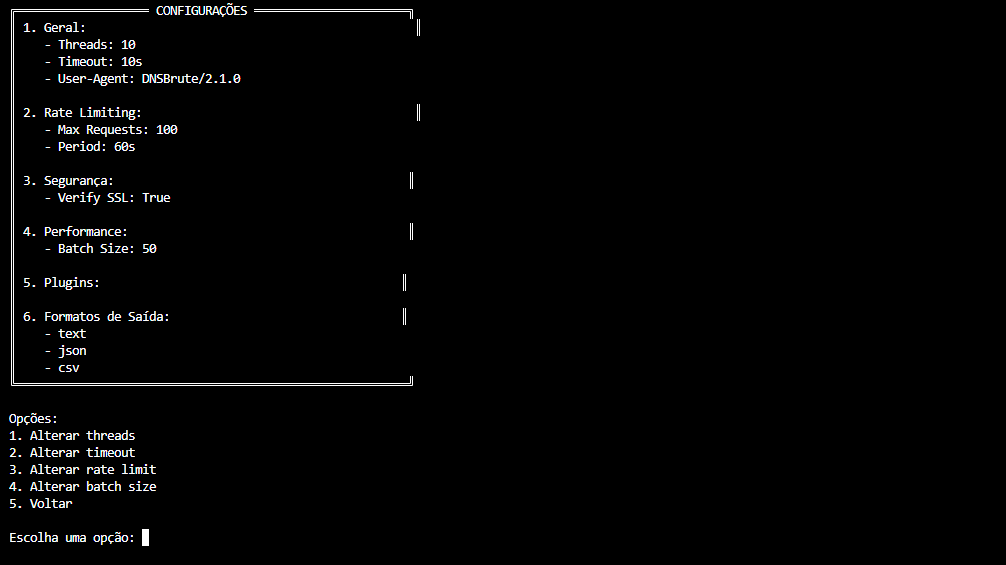 CONFIGURAÇÕES
1. Geral:
- Threads: 10
- Timeout: 10s
- User-Agent: DNSBrute/2.1.0
2. Rate Limiting:
- Max Requests: 100
- Period: 60s
3. Segurança:
- Verify SSL: True
4. Performance:
- Batch Size: 50
5. Plugins:
6. Formatos de Saída:
- text
- json
- csv
Opções:
1. Alterar threads
2. Alterar timeout
3. Alterar rate limit
4. Alterar batch size
5. Voltar
Escolha uma opção: